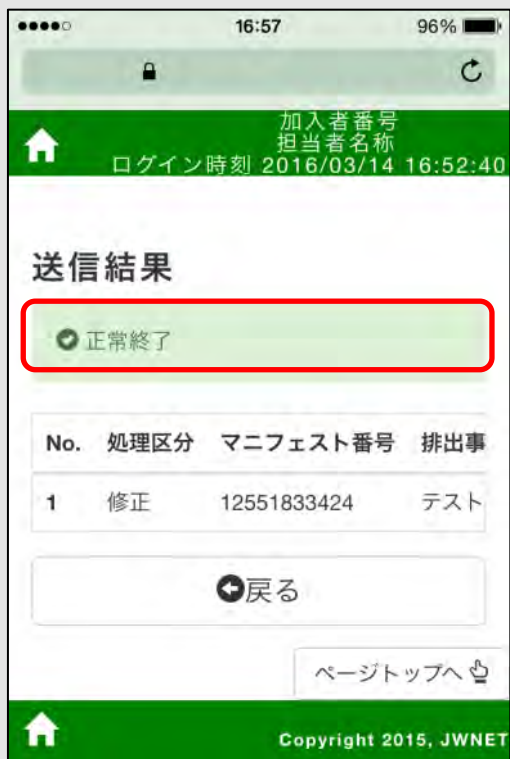 16:57
96%
加入者番号
担当者名称
ログイン時刻 2016/03/14 16:52:40
送信結果
正常終了
No. 処理区分 マニフェスト番号 排出事
1 修正 12551833424 テスト
戻る
ページトップへ
Copyright 2015, JWNET